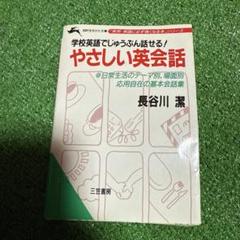 学校英語でじゅうぶん話せる!
やさしい英会話
日常生活のテーマ別、場面別
応用自在の基本会話集
長谷川 潔
三笠書房